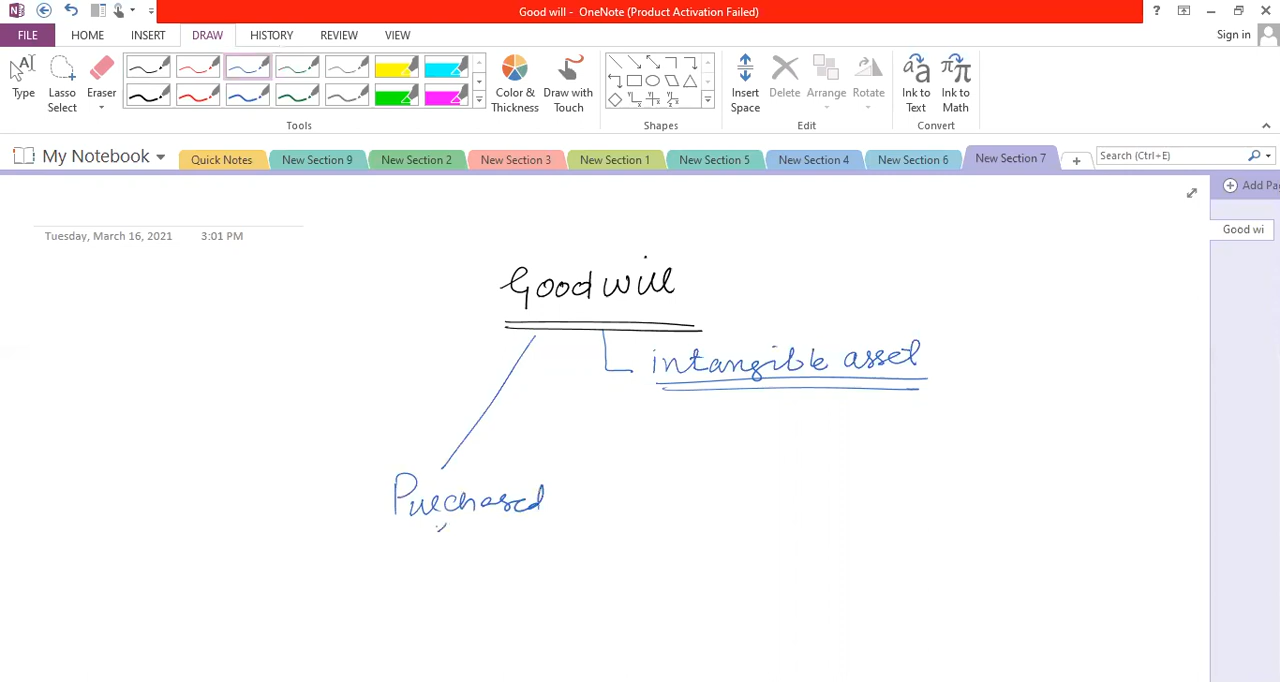 Good will - OneNote (Product Activation Failed)
?
FILE HOME INSERT DRAW HISTORY REVIEW VIEW Sign in
Type Lasso Select Eraser Color & Thickness Draw with Touch Insert Space Delete Arrange Rotate Ink to Text Ink to Math
Tools Shapes Edit Convert
My Notebook Quick Notes New Section 9 New Section 2 New Section 3 New Section 1 New Section 5 New Section 4 New Section 6 New Section 7 + Search (Ctrl+E)
Add Pag
Tuesday, March 16, 2021 3:01 PM
Good wi
Goodwill
intangible asset
Purchased